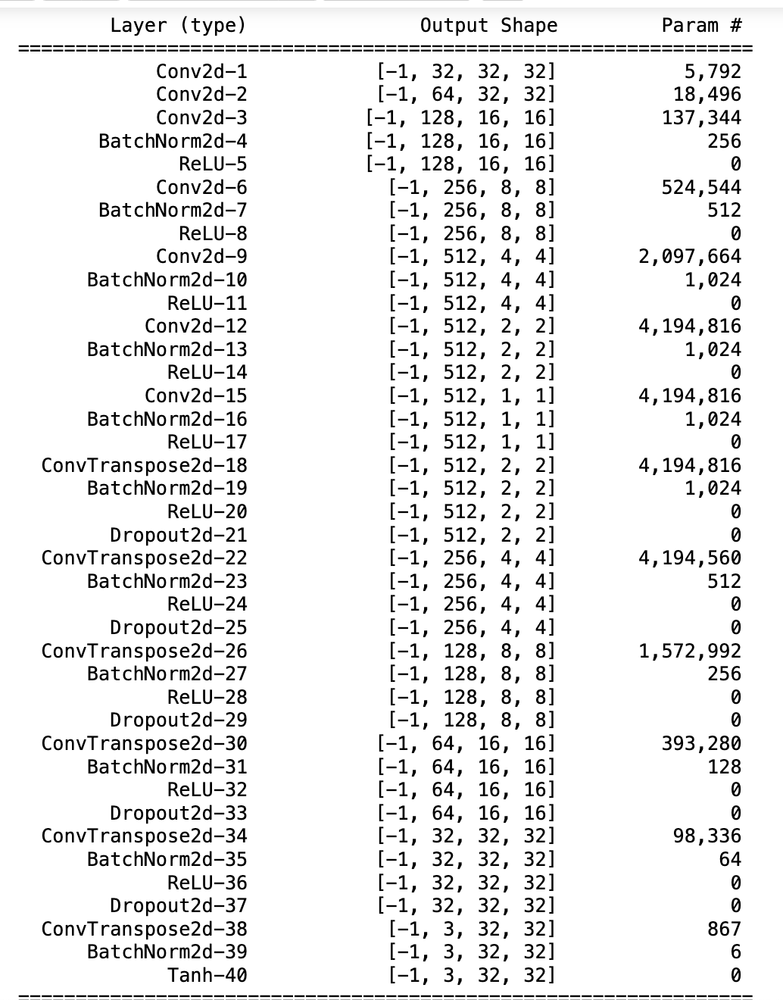 Layer (type) Output Shape Param #
================================================================
Conv2d-1 [-1, 32, 32, 32] 5,792
Conv2d-2 [-1, 64, 32, 32] 18,496
Conv2d-3 [-1, 128, 16, 16] 137,344
BatchNorm2d-4 [-1, 128, 16, 16] 256
ReLU-5 [-1, 128, 16, 16] 0
Conv2d-6 [-1, 256, 8, 8] 524,544
BatchNorm2d-7 [-1, 256, 8, 8] 512
ReLU-8 [-1, 256, 8, 8] 0
Conv2d-9 [-1, 512, 4, 4] 2,097,664
BatchNorm2d-10 [-1, 512, 4, 4] 1,024
ReLU-11 [-1, 512, 4, 4] 0
Conv2d-12 [-1, 512, 2, 2] 4,194,816
BatchNorm2d-13 [-1, 512, 2, 2] 1,024
ReLU-14 [-1, 512, 2, 2] 0
Conv2d-15 [-1, 512, 1, 1] 4,194,816
BatchNorm2d-16 [-1, 512, 1, 1] 1,024
ReLU-17 [-1, 512, 1, 1] 0
ConvTranspose2d-18 [-1, 512, 2, 2] 4,194,816
BatchNorm2d-19 [-1, 512, 2, 2] 1,024
ReLU-20 [-1, 512, 2, 2] 0
Dropout2d-21 [-1, 512, 2, 2] 0
ConvTranspose2d-22 [-1, 256, 4, 4] 4,194,560
BatchNorm2d-23 [-1, 256, 4, 4] 512
ReLU-24 [-1, 256, 4, 4] 0
Dropout2d-25 [-1, 256, 4, 4] 0
ConvTranspose2d-26 [-1, 128, 8, 8] 1,572,992
BatchNorm2d-27 [-1, 128, 8, 8] 256
ReLU-28 [-1, 128, 8, 8] 0
Dropout2d-29 [-1, 128, 8, 8] 0
ConvTranspose2d-30 [-1, 64, 16, 16] 393,280
BatchNorm2d-31 [-1, 64, 16, 16] 128
ReLU-32 [-1, 64, 16, 16] 0
Dropout2d-33 [-1, 64, 16, 16] 0
ConvTranspose2d-34 [-1, 32, 32, 32] 98,336
BatchNorm2d-35 [-1, 32, 32, 32] 64
ReLU-36 [-1, 32, 32, 32] 0
Dropout2d-37 [-1, 32, 32, 32] 0
ConvTranspose2d-38 [-1, 3, 32, 32] 867
BatchNorm2d-39 [-1, 3, 32, 32] 6
Tanh-40 [-1, 3, 32, 32] 0
================================================================